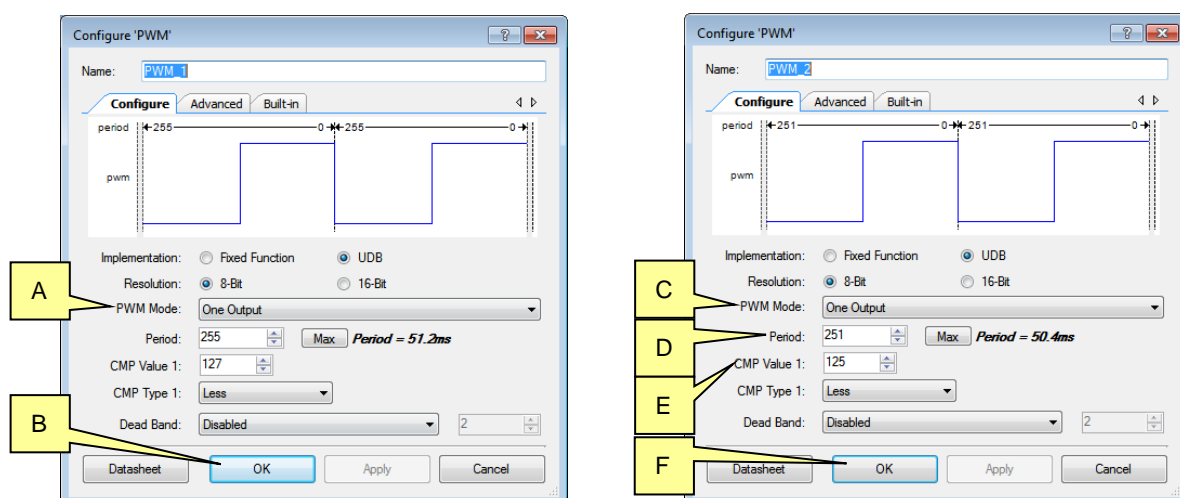 Configure 'PWM'
Name: PWM_1
Configure Advanced Built-in
period 255 0 255 0
pwm
Implementation: Fixed Function UDB
Resolution: 8-Bit 16-Bit
PWM Mode: One Output
Period: 255 Max Period = 51.2ms
CMP Value 1: 127
CMP Type 1: Less
Dead Band: Disabled 2
Datasheet OK Apply Cancel
A
B
Configure 'PWM'
Name: PWM_2
Configure Advanced Built-in
period 251 0 251 0
pwm
Implementation: Fixed Function UDB
Resolution: 8-Bit 16-Bit
PWM Mode: One Output
Period: 251 Max Period = 50.4ms
CMP Value 1: 125
CMP Type 1: Less
Dead Band: Disabled 2
Datasheet OK Apply Cancel
C
D
E
F